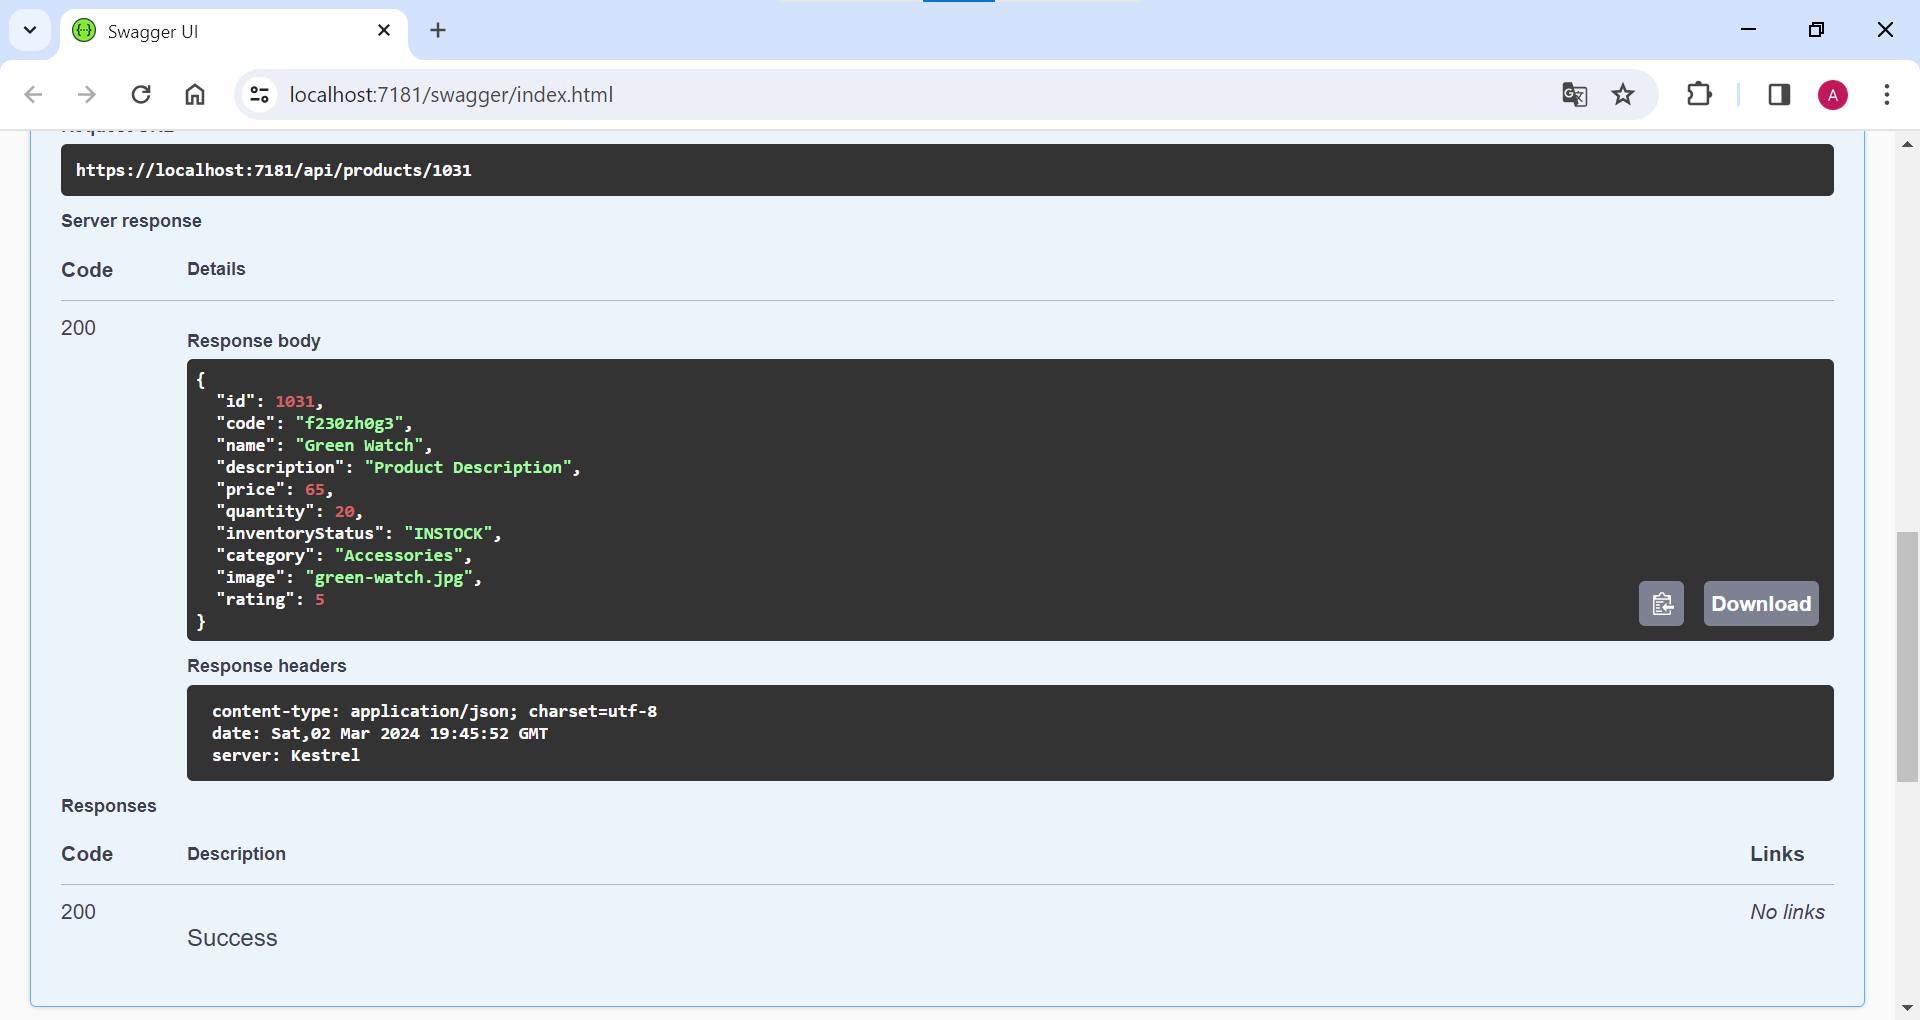 Swagger UI
localhost:7181/swagger/index.html
A
https://localhost:7181/api/products/1031
Server response
Code Details
200
Response body
{
"id": 1031,
"code": "f230zh0g3",
"name": "Green Watch",
"description": "Product Description",
"price": 65,
"quantity": 20,
"inventoryStatus": "INSTOCK",
"category": "Accessories",
"image": "green-watch.jpg",
"rating": 5
}
Download
Response headers
content-type: application/json; charset=utf-8
date: Sat,02 Mar 2024 19:45:52 GMT
server: Kestrel
Responses
Code Description Links
200 No links
Success